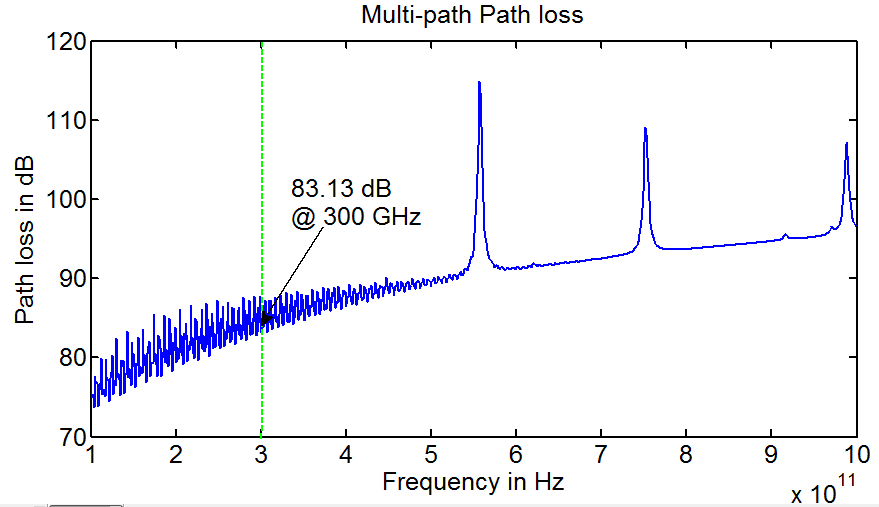 Multi-path Path loss
120
110
100
90
80
70
Path loss in dB
83.13 dB
@ 300 GHz
1 2 3 4 5 6 7 8 9 10
Frequency in Hz
x 10^11